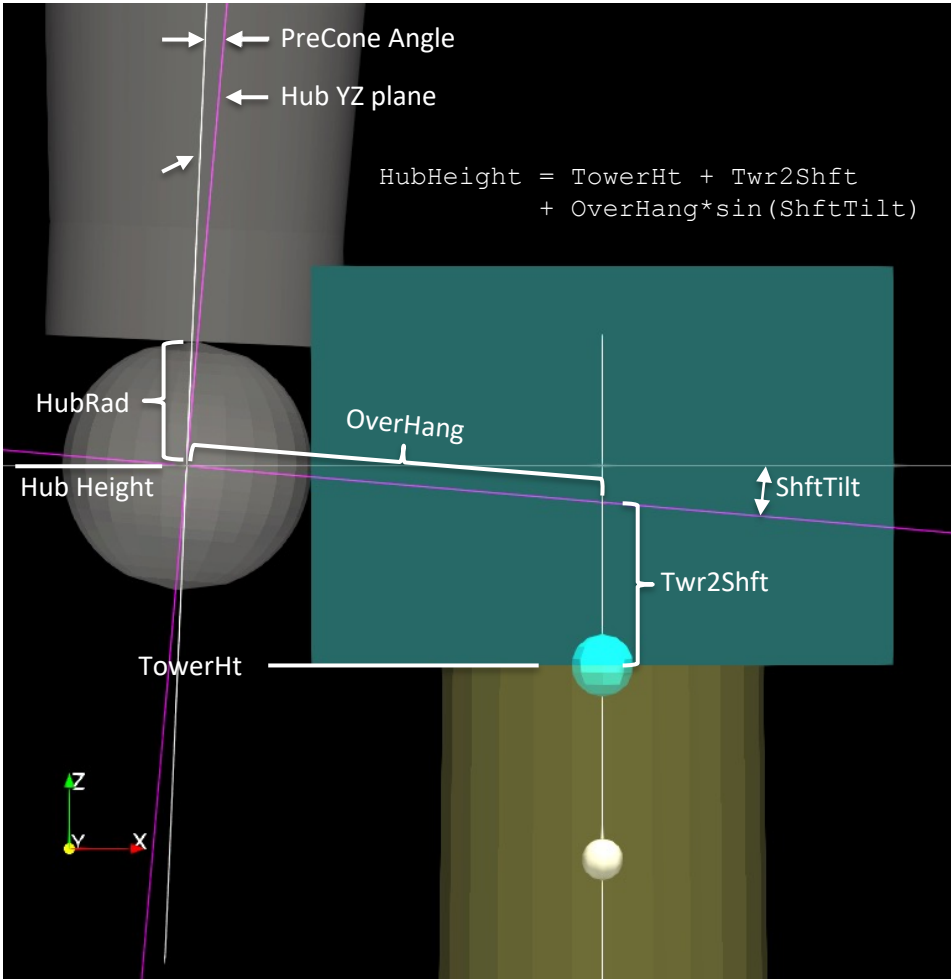 PreCone Angle
Hub YZ plane
HubHeight = TowerHt + Twr2Shft
+ OverHang*sin(ShftTilt)
HubRad
OverHang
Hub Height
ShftTilt
Twr2Shft
TowerHt
Z
Y
X